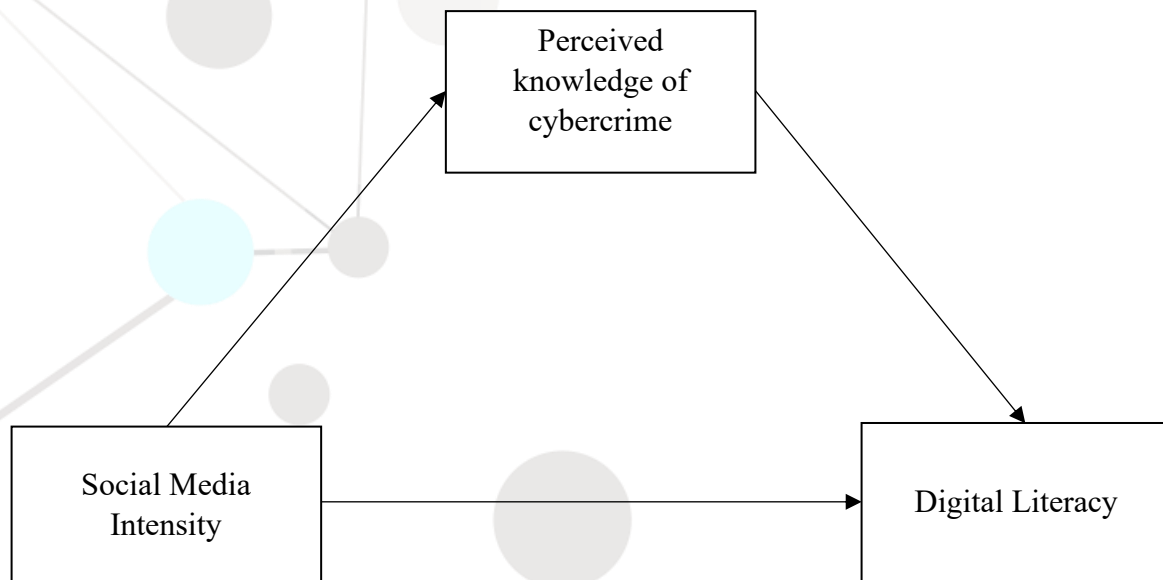 Perceived
knowledge of
cybercrime
Social Media
Intensity
Digital Literacy